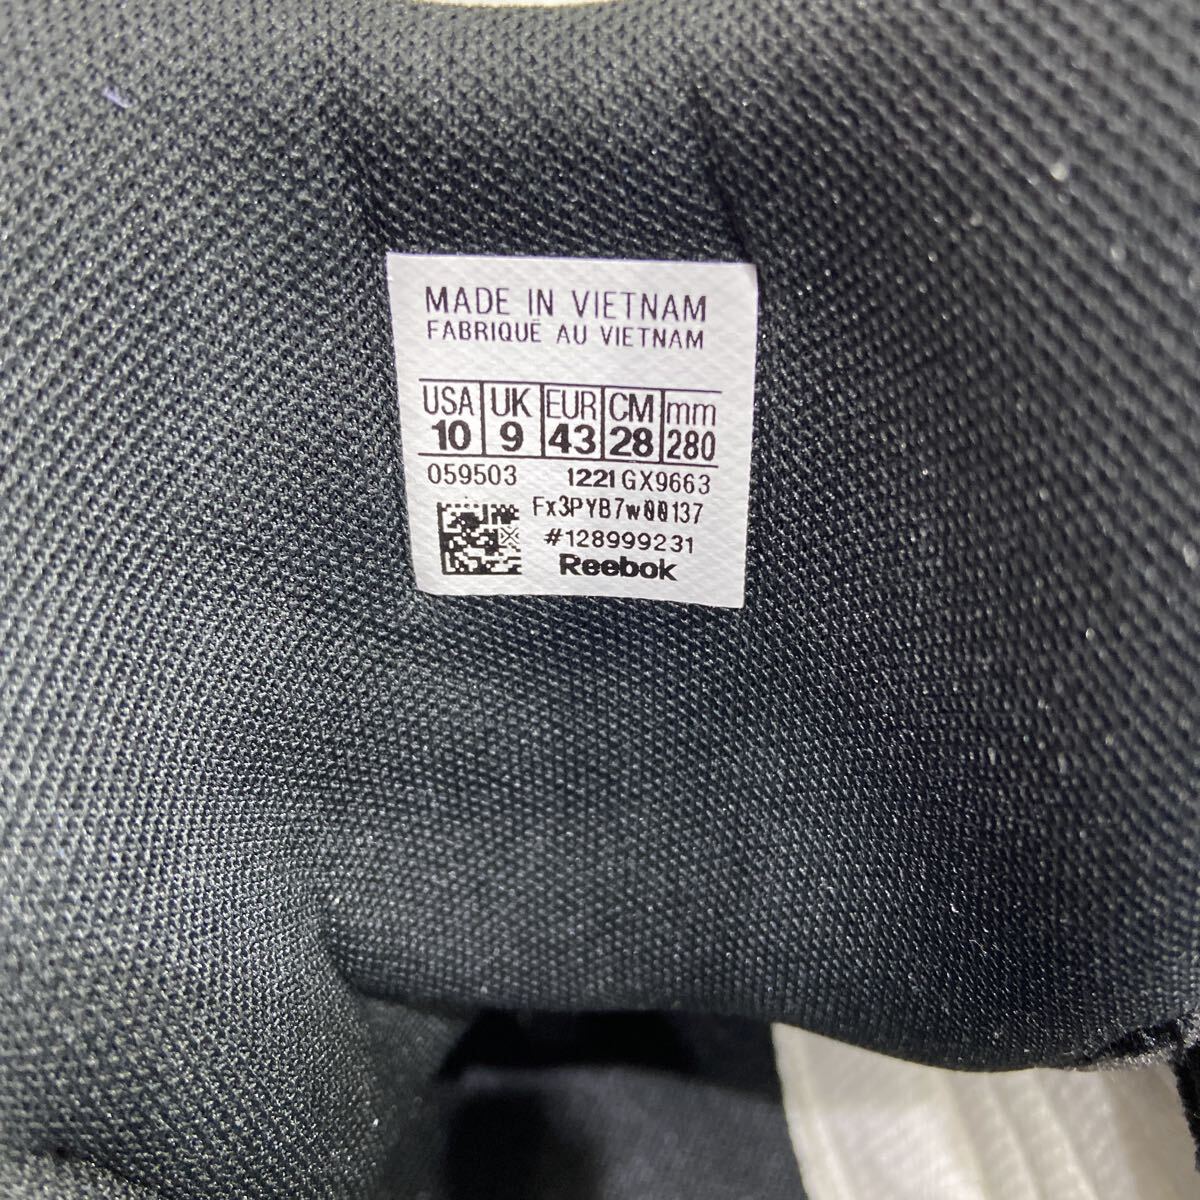 MADE IN VIETNAM
FABRIQUÉ AU VIETNAM
USA UK EUR CM mm
10 9 43 28 280
059503 1221 GX9663
Fx3PYB7w00137
#128999231
Reebok